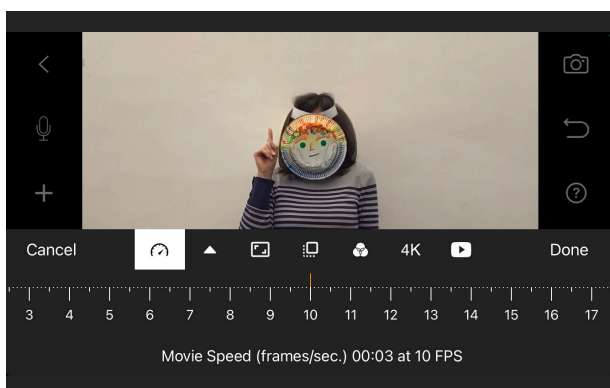 Cancel 4K Done
3 4 5 6 7 8 9 10 11 12 13 14 15 16 17
Movie Speed (frames/sec.) 00:03 at 10 FPS